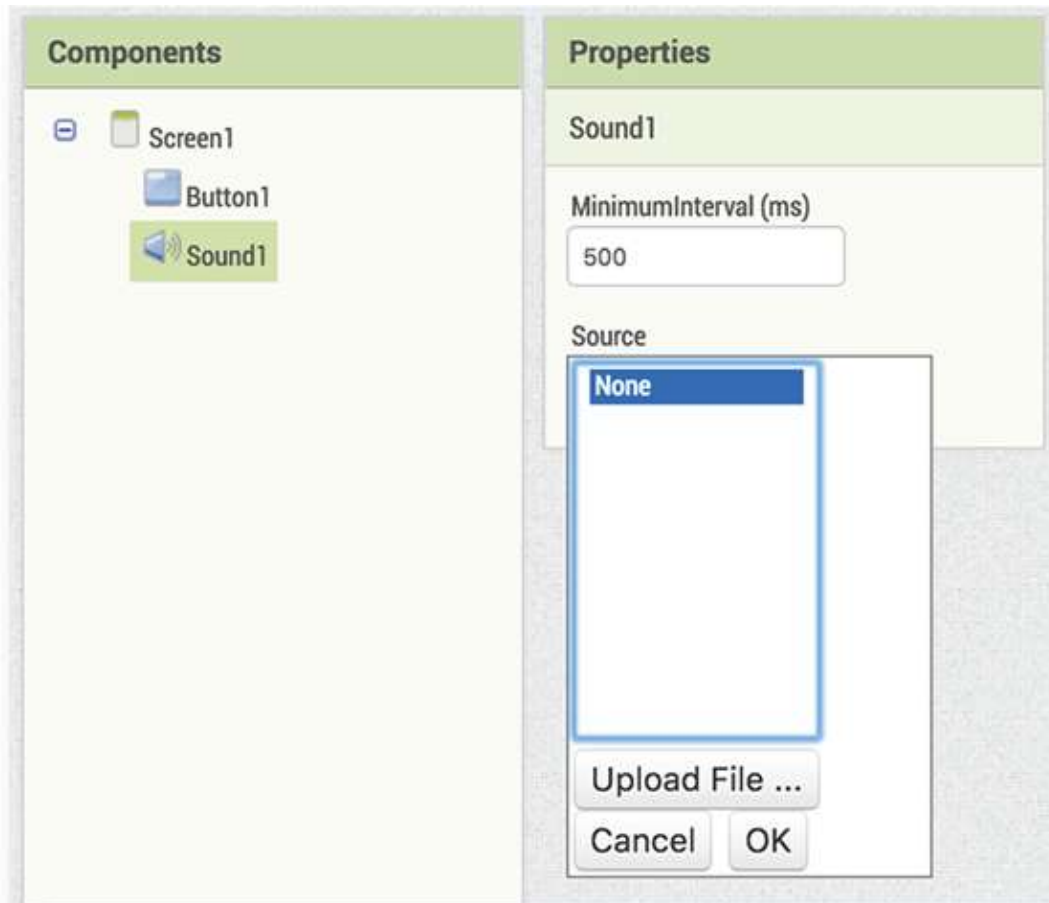 Components
Screen1
Button1
Sound1
Properties
Sound1
MinimumInterval (ms)
500
Source
None
Upload File ...
Cancel
OK